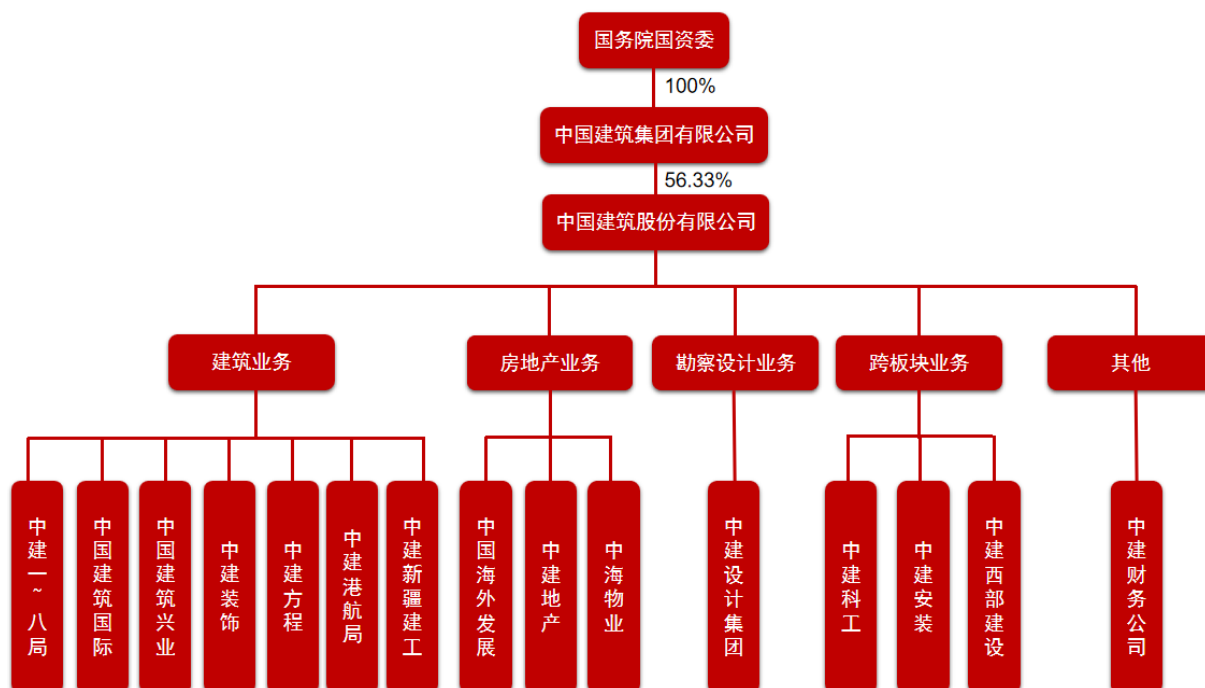 国务院国资委
100%
中国建筑集团有限公司
56.33%
中国建筑股份有限公司
建筑业务
房地产业务
勘察设计业务
跨板块业务
其他
中建一~八局
中国建筑国际
中国建筑兴业
中建装饰
中建方程
中建港航局
中建新疆建工
中国海外发展
中建地产
中海物业
中建设计集团
中建科工
中建安装
中建西部建设
中建财务公司